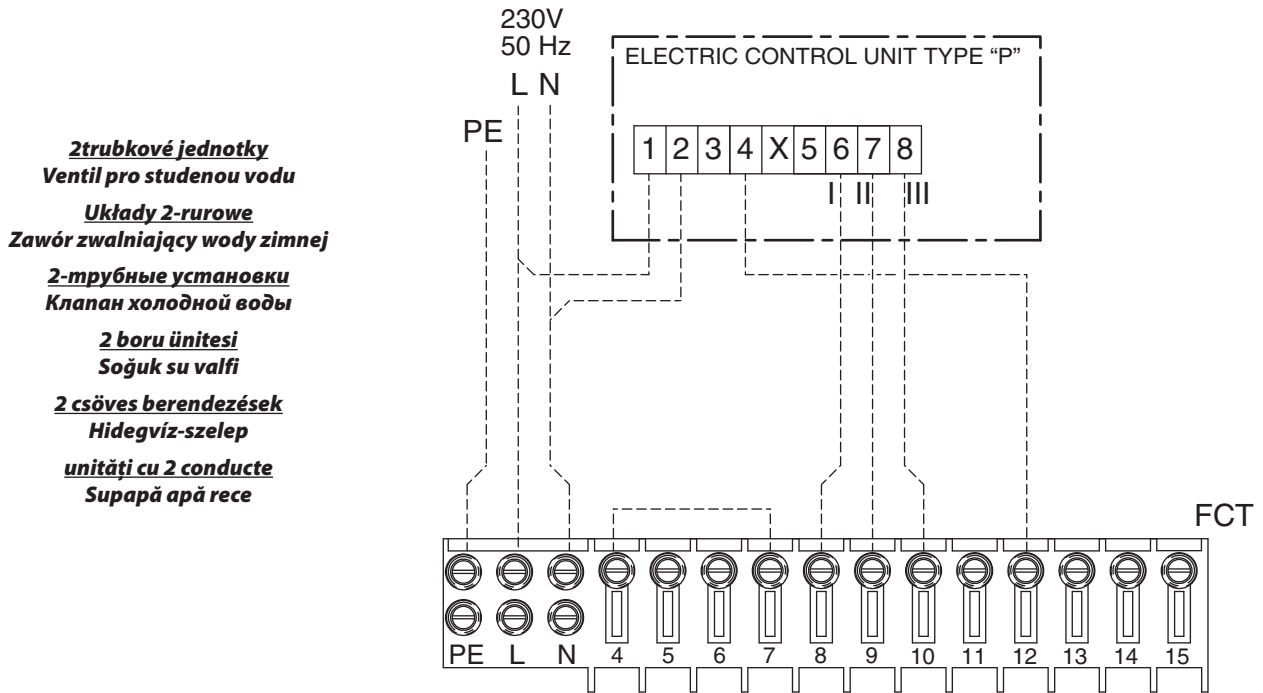 230V
50 Hz
L N
PE
ELECTRIC CONTROL UNIT TYPE “P”
1 2 3 4 X 5 6 7 8
I II III
2trubkové jednotky
Ventil pro studenou vodu
Układy 2-rurowe
Zawór zwalniający wody zimnej
2-трубные установки
Клапан холодной воды
2 boru ünitesi
Soğuk su valfi
2 csöves berendezések
Hidegvíz-szelep
unităţi cu 2 conducte
Supapă apă rece
FCT
PE L N 4 5 6 7 8 9 10 11 12 13 14 15